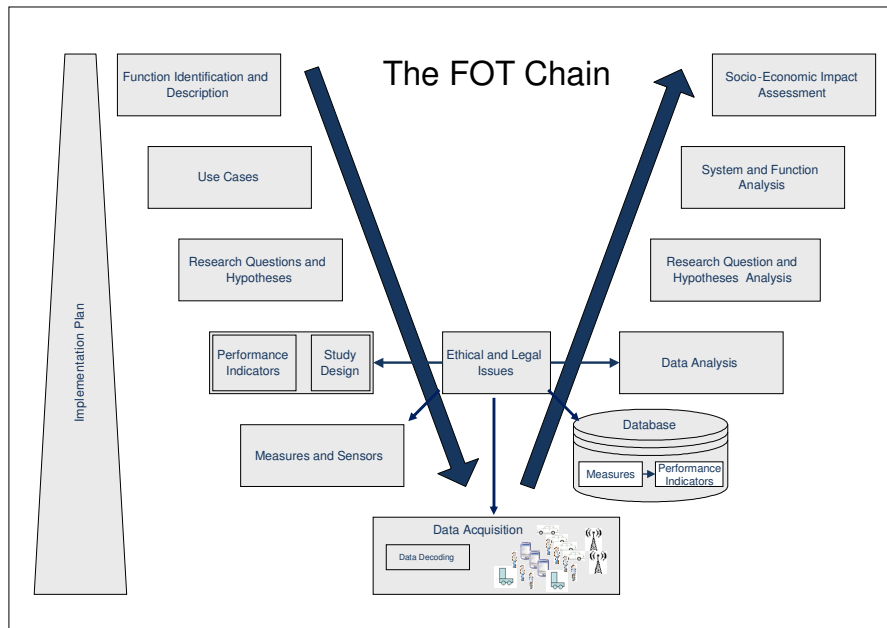 The FOT Chain
Function Identification and
Description
Socio-Economic Impact
Assessment
Use Cases
System and Function
Analysis
Research Questions and
Hypotheses
Research Question and
Hypotheses Analysis
Implementation Plan
Performance
Indicators
Study
Design
Ethical and Legal
Issues
Data Analysis
Measures and Sensors
Database
Measures
Performance
Indicators
Data Acquisition
Data Decoding